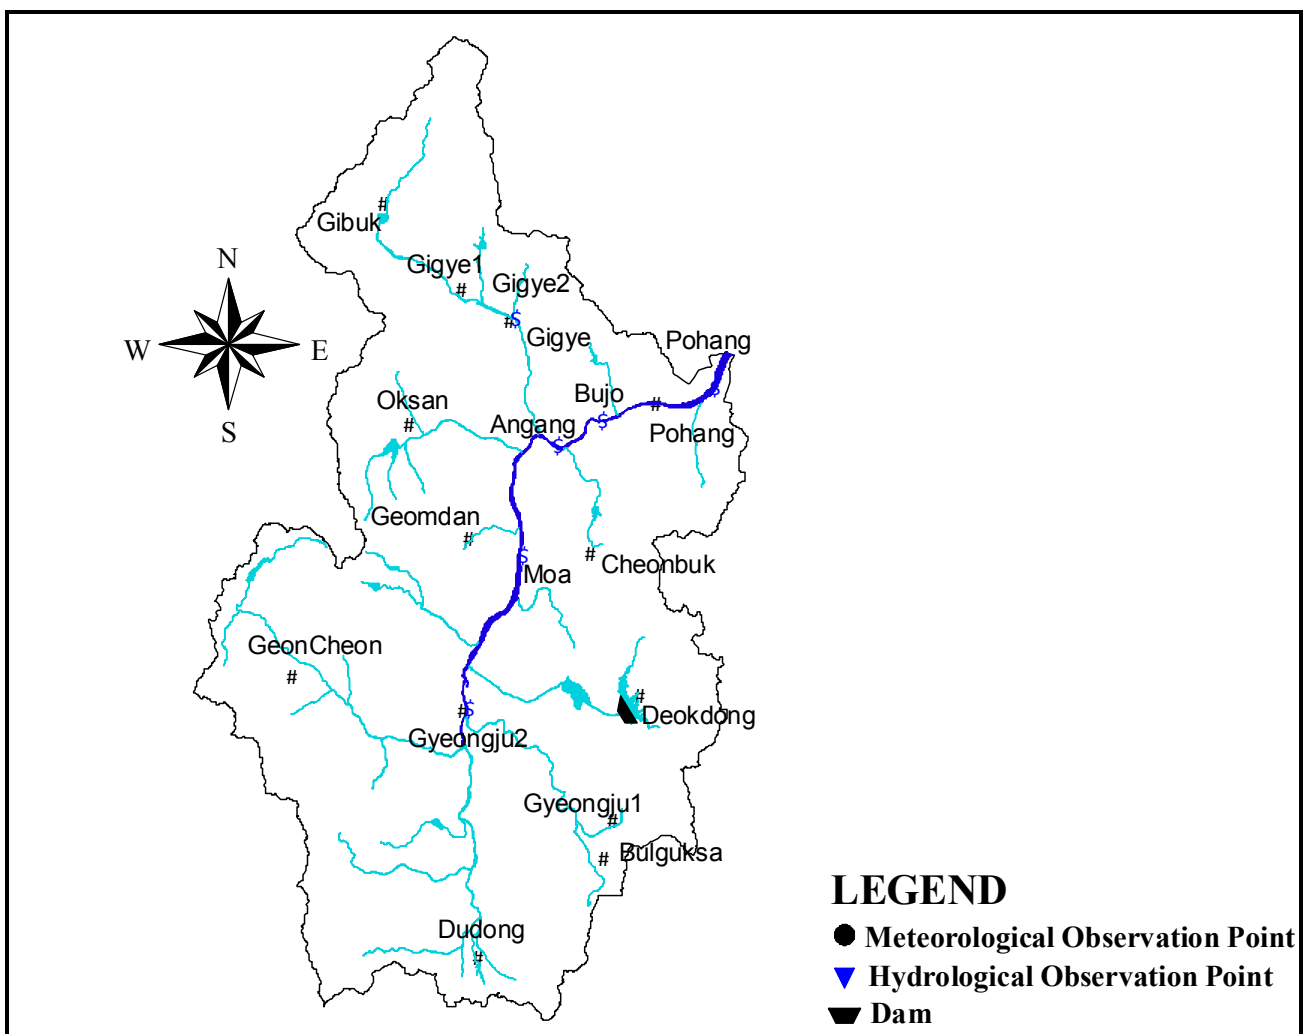 Gibuk
#
N
Gigye1
#
Gigye2
#$
Gigye
W
E
Pohang
$
Oksan
#
Bujo
$
#
S
Angang
$
Pohang
Geomdan
#
$
Moa
#
Cheonbuk
GeonCheon
#
#
Deokdong
#$
Gyeongju2
Gyeongju1
#
#
Bulguksa
Dudong
#
LEGEND
Meteorological Observation Point
Hydrological Observation Point
Dam